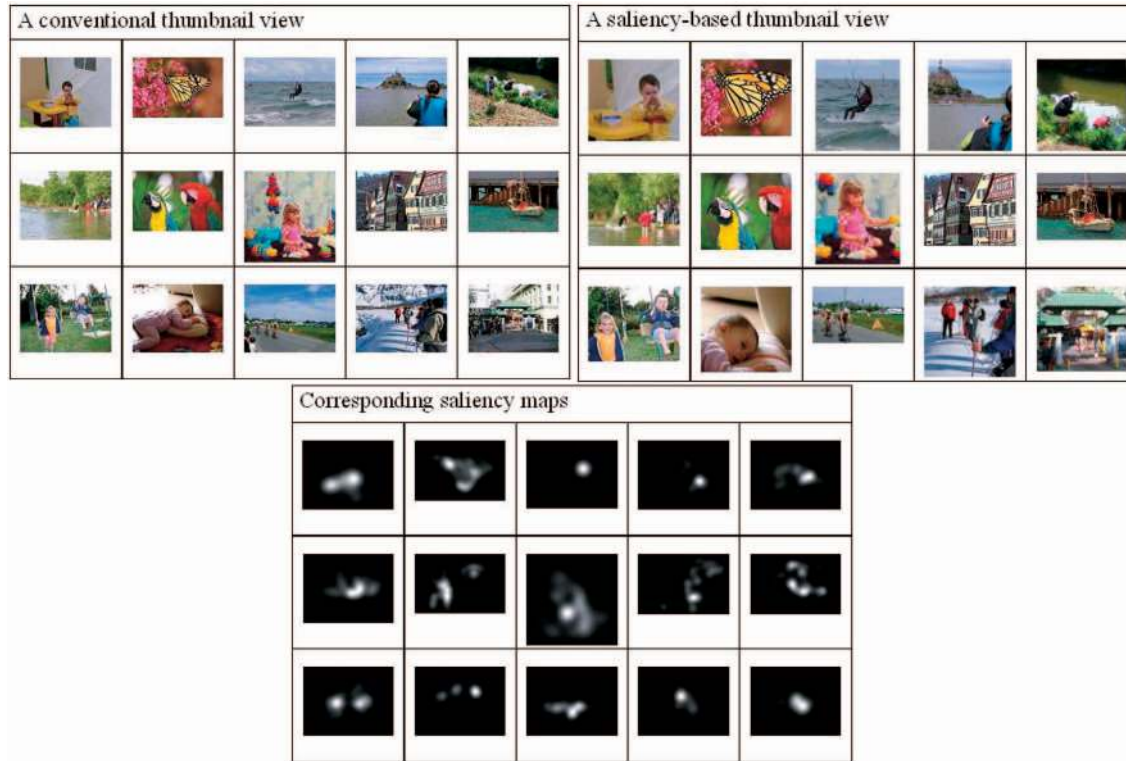 A conventional thumbnail view
A saliency-based thumbnail view
Corresponding saliency maps